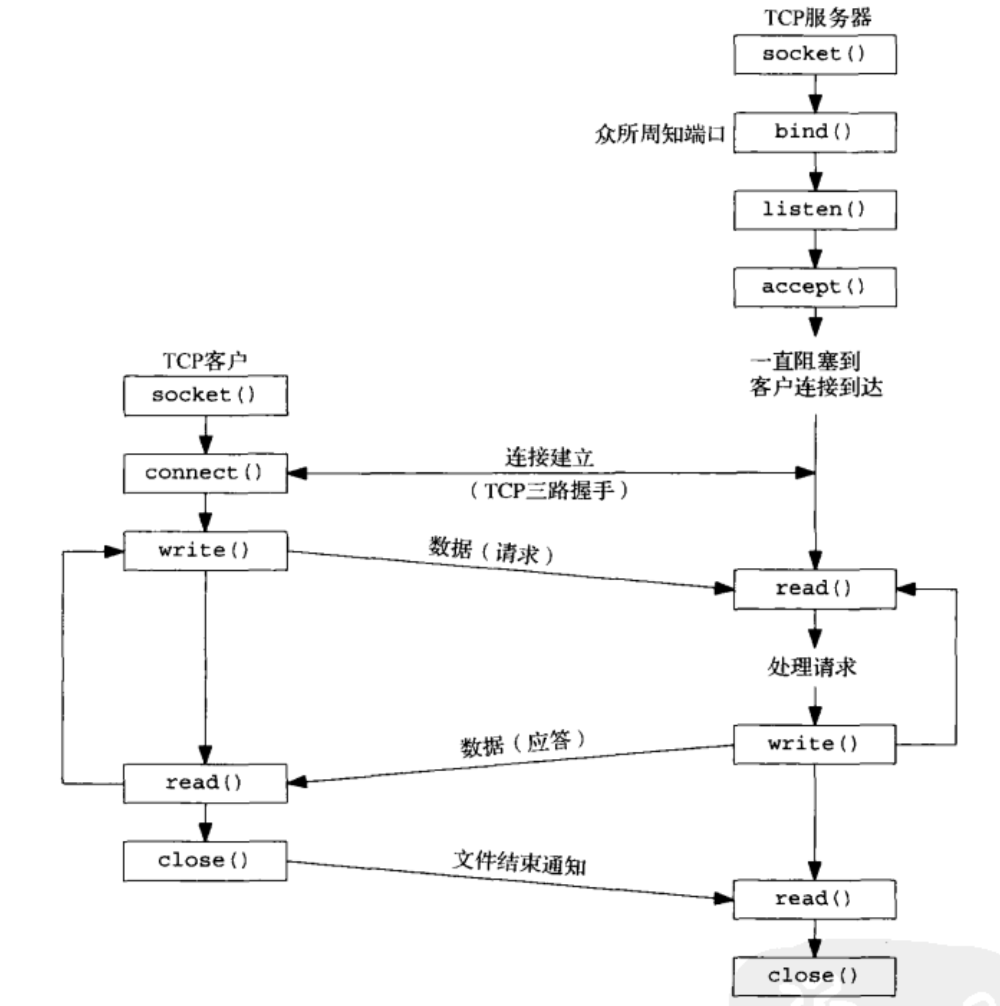 TCP服务器
socket()
众所周知端口
bind()
listen()
accept()
一直阻塞到
客户连接到达
TCP客户
socket()
connect()
连接建立
(TCP三路握手)
write()
数据(请求)
read()
处理请求
数据(应答)
write()
read()
close()
文件结束通知
read()
close()